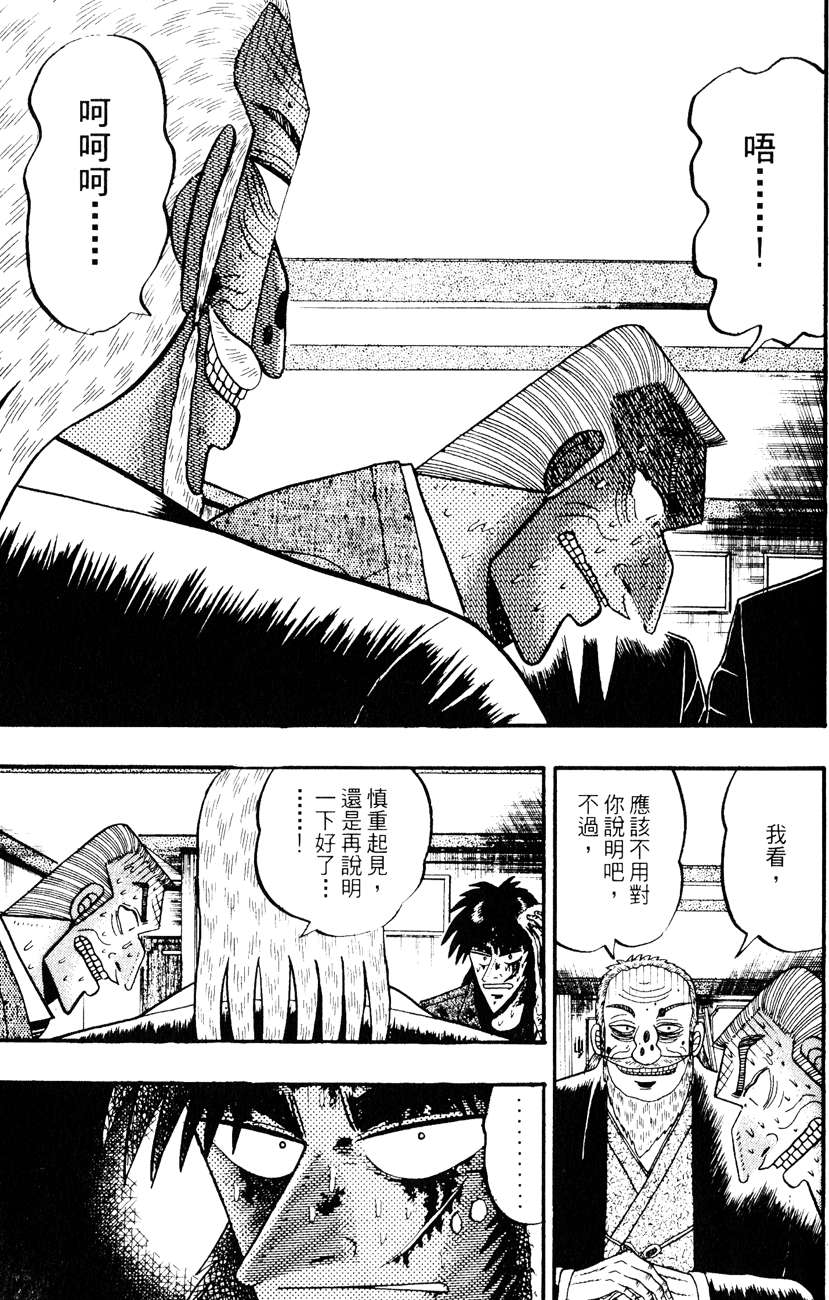 唔……！
呵呵呵……
我看，
應該不用對
你說明吧，
不過，
慎重起見，
還是再說明
一下好了…
……！
……